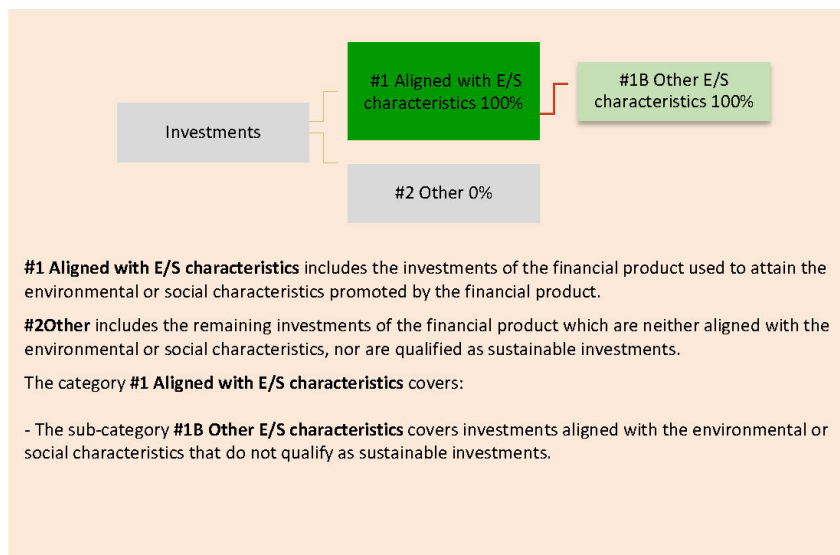 #1 Aligned with E/S
characteristics 100%
#1B Other E/S
characteristics 100%
Investments
#2 Other 0%
#1 Aligned with E/S characteristics includes the investments of the financial product used to attain the
environmental or social characteristics promoted by the financial product.
#2Other includes the remaining investments of the financial product which are neither aligned with the
environmental or social characteristics, nor are qualified as sustainable investments.
The category #1 Aligned with E/S characteristics covers:
- The sub-category #1B Other E/S characteristics covers investments aligned with the environmental or
social characteristics that do not qualify as sustainable investments.